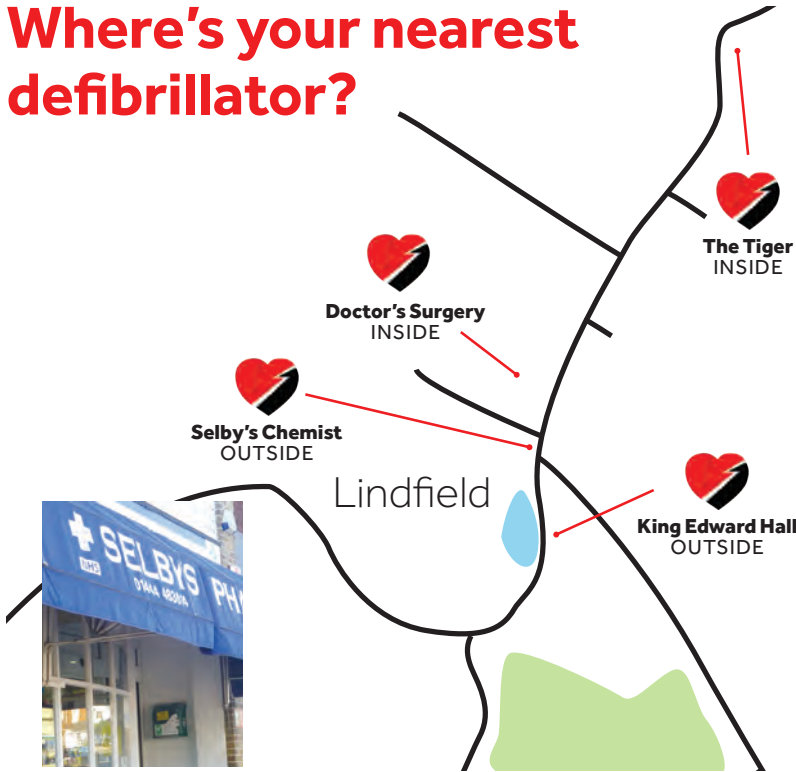 Where's your nearest
defibrillator?
The Tiger
INSIDE
Doctor's Surgery
INSIDE
Selby's Chemist
OUTSIDE
Lindfield
King Edward Hall
OUTSIDE
SELBYS PH
NHS